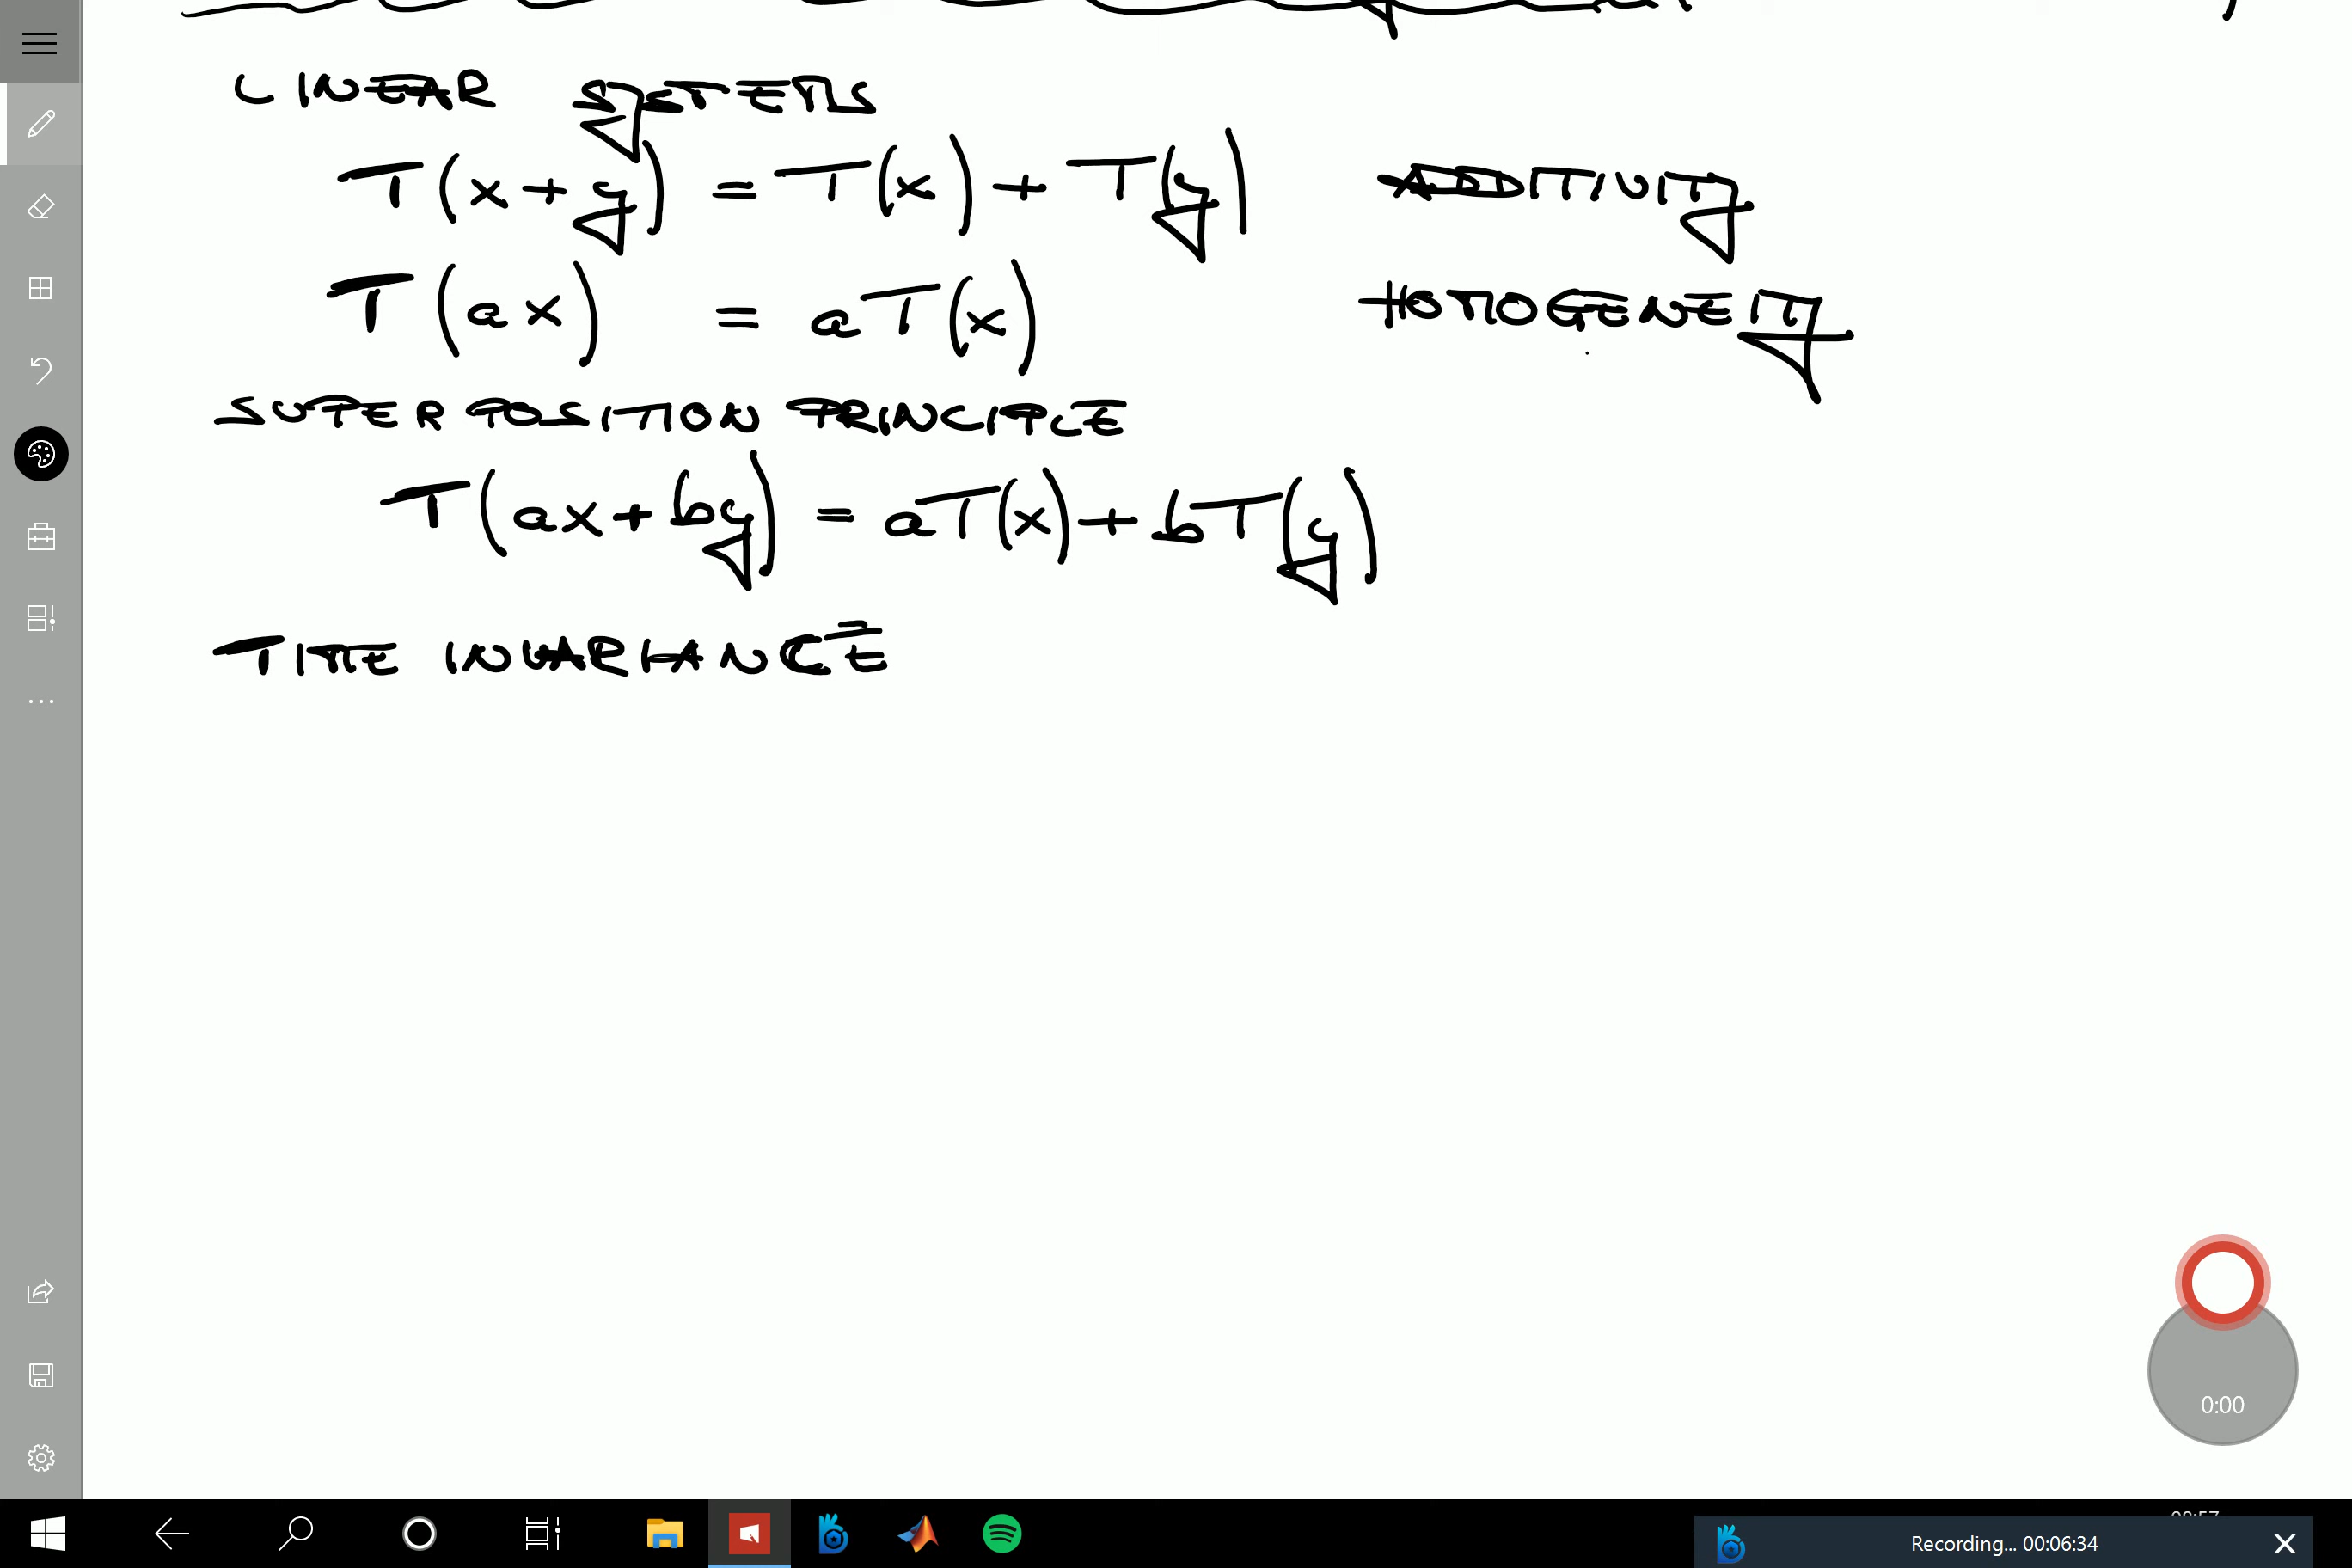 LINEAR SYSTEMS
T(x+y) = T(x) + T(y) ADDITIVITY
T(ax) = aT(x) HOMOGENEITY
SUPERPOSITION PRINCIPLE
T(ax+by) = aT(x)+bT(y)
TIME INVARIANCE
0:00
Recording... 00:06:34